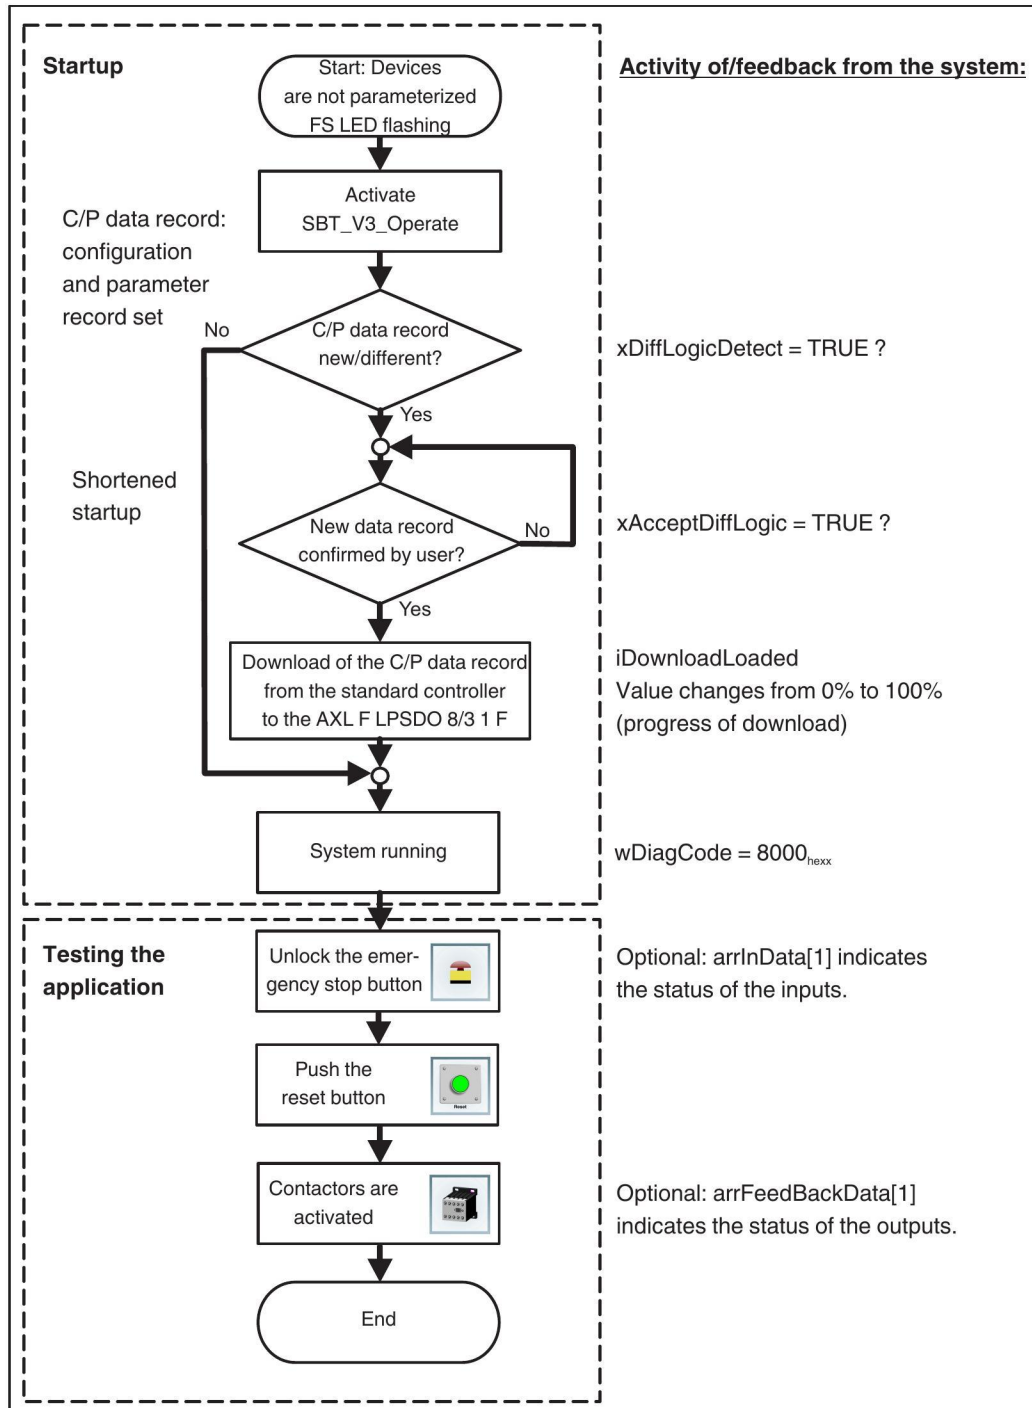 Startup
Activity of/feedback from the system:
Start: Devices
are not parameterized
FS LED flashing
Activate
SBT_V3_Operate
C/P data record:
configuration
and parameter
record set
No
C/P data record
new/different?
xDiffLogicDetect = TRUE ?
Yes
Shortened
startup
New data record
confirmed by user?
No
xAcceptDiffLogic = TRUE ?
Yes
Download of the C/P data record
from the standard controller
to the AXL F LPSDO 8/3 1 F
iDownloadLoaded
Value changes from 0% to 100%
(progress of download)
System running
wDiagCode = 8000hexx
Testing the
application
Unlock the emer-
gency stop button
Optional: arrInData[1] indicates
the status of the inputs.
Push the
reset button
Reset
Contactors are
activated
Optional: arrFeedBackData[1]
indicates the status of the outputs.
End